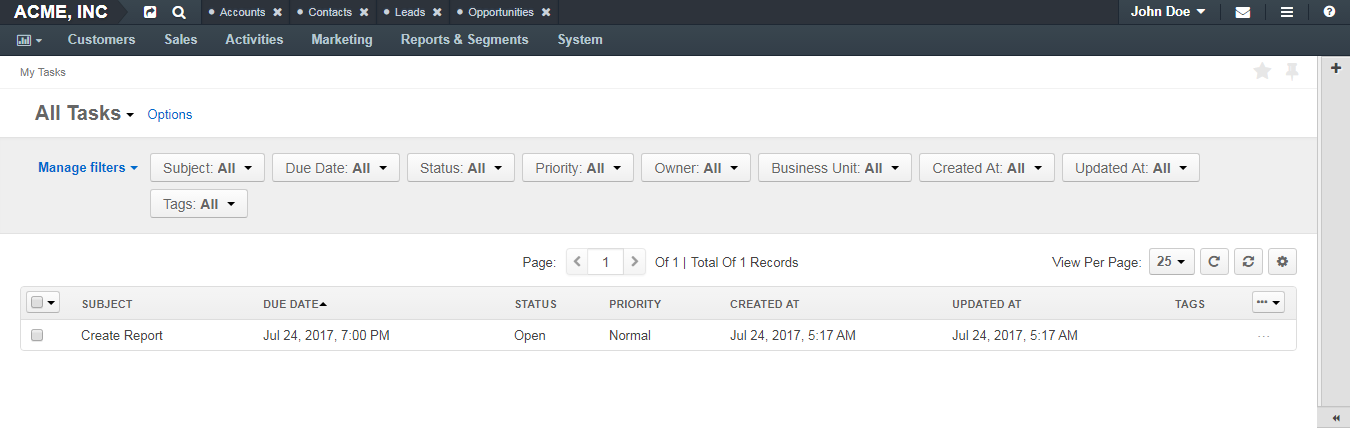 ACME, INC Accounts Contacts Leads Opportunities John Doe
Customers Sales Activities Marketing Reports & Segments System
My Tasks
All Tasks Options
Manage filters Subject: All Due Date: All Status: All Priority: All Owner: All Business Unit: All Created At: All Updated At: All
Tags: All
Page: 1 Of 1 | Total Of 1 Records View Per Page: 25
SUBJECT DUE DATE STATUS PRIORITY CREATED AT UPDATED AT TAGS
Create Report Jul 24, 2017, 7:00 PM Open Normal Jul 24, 2017, 5:17 AM Jul 24, 2017, 5:17 AM